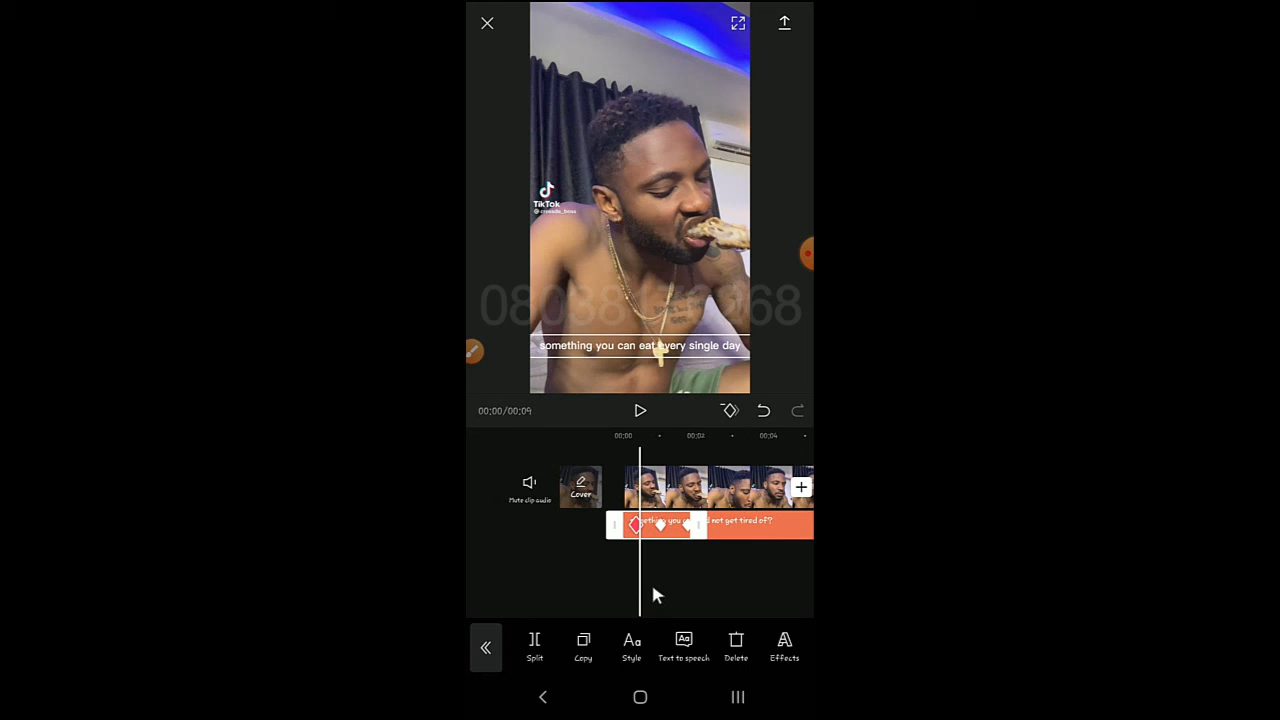 TikTok
something you can eat every single day
00:00/00:09
00:00
00:02
00:04
Mute clip audio
Cover
not get tired of?
Split
Copy
Style
Text to speech
Delete
Effects